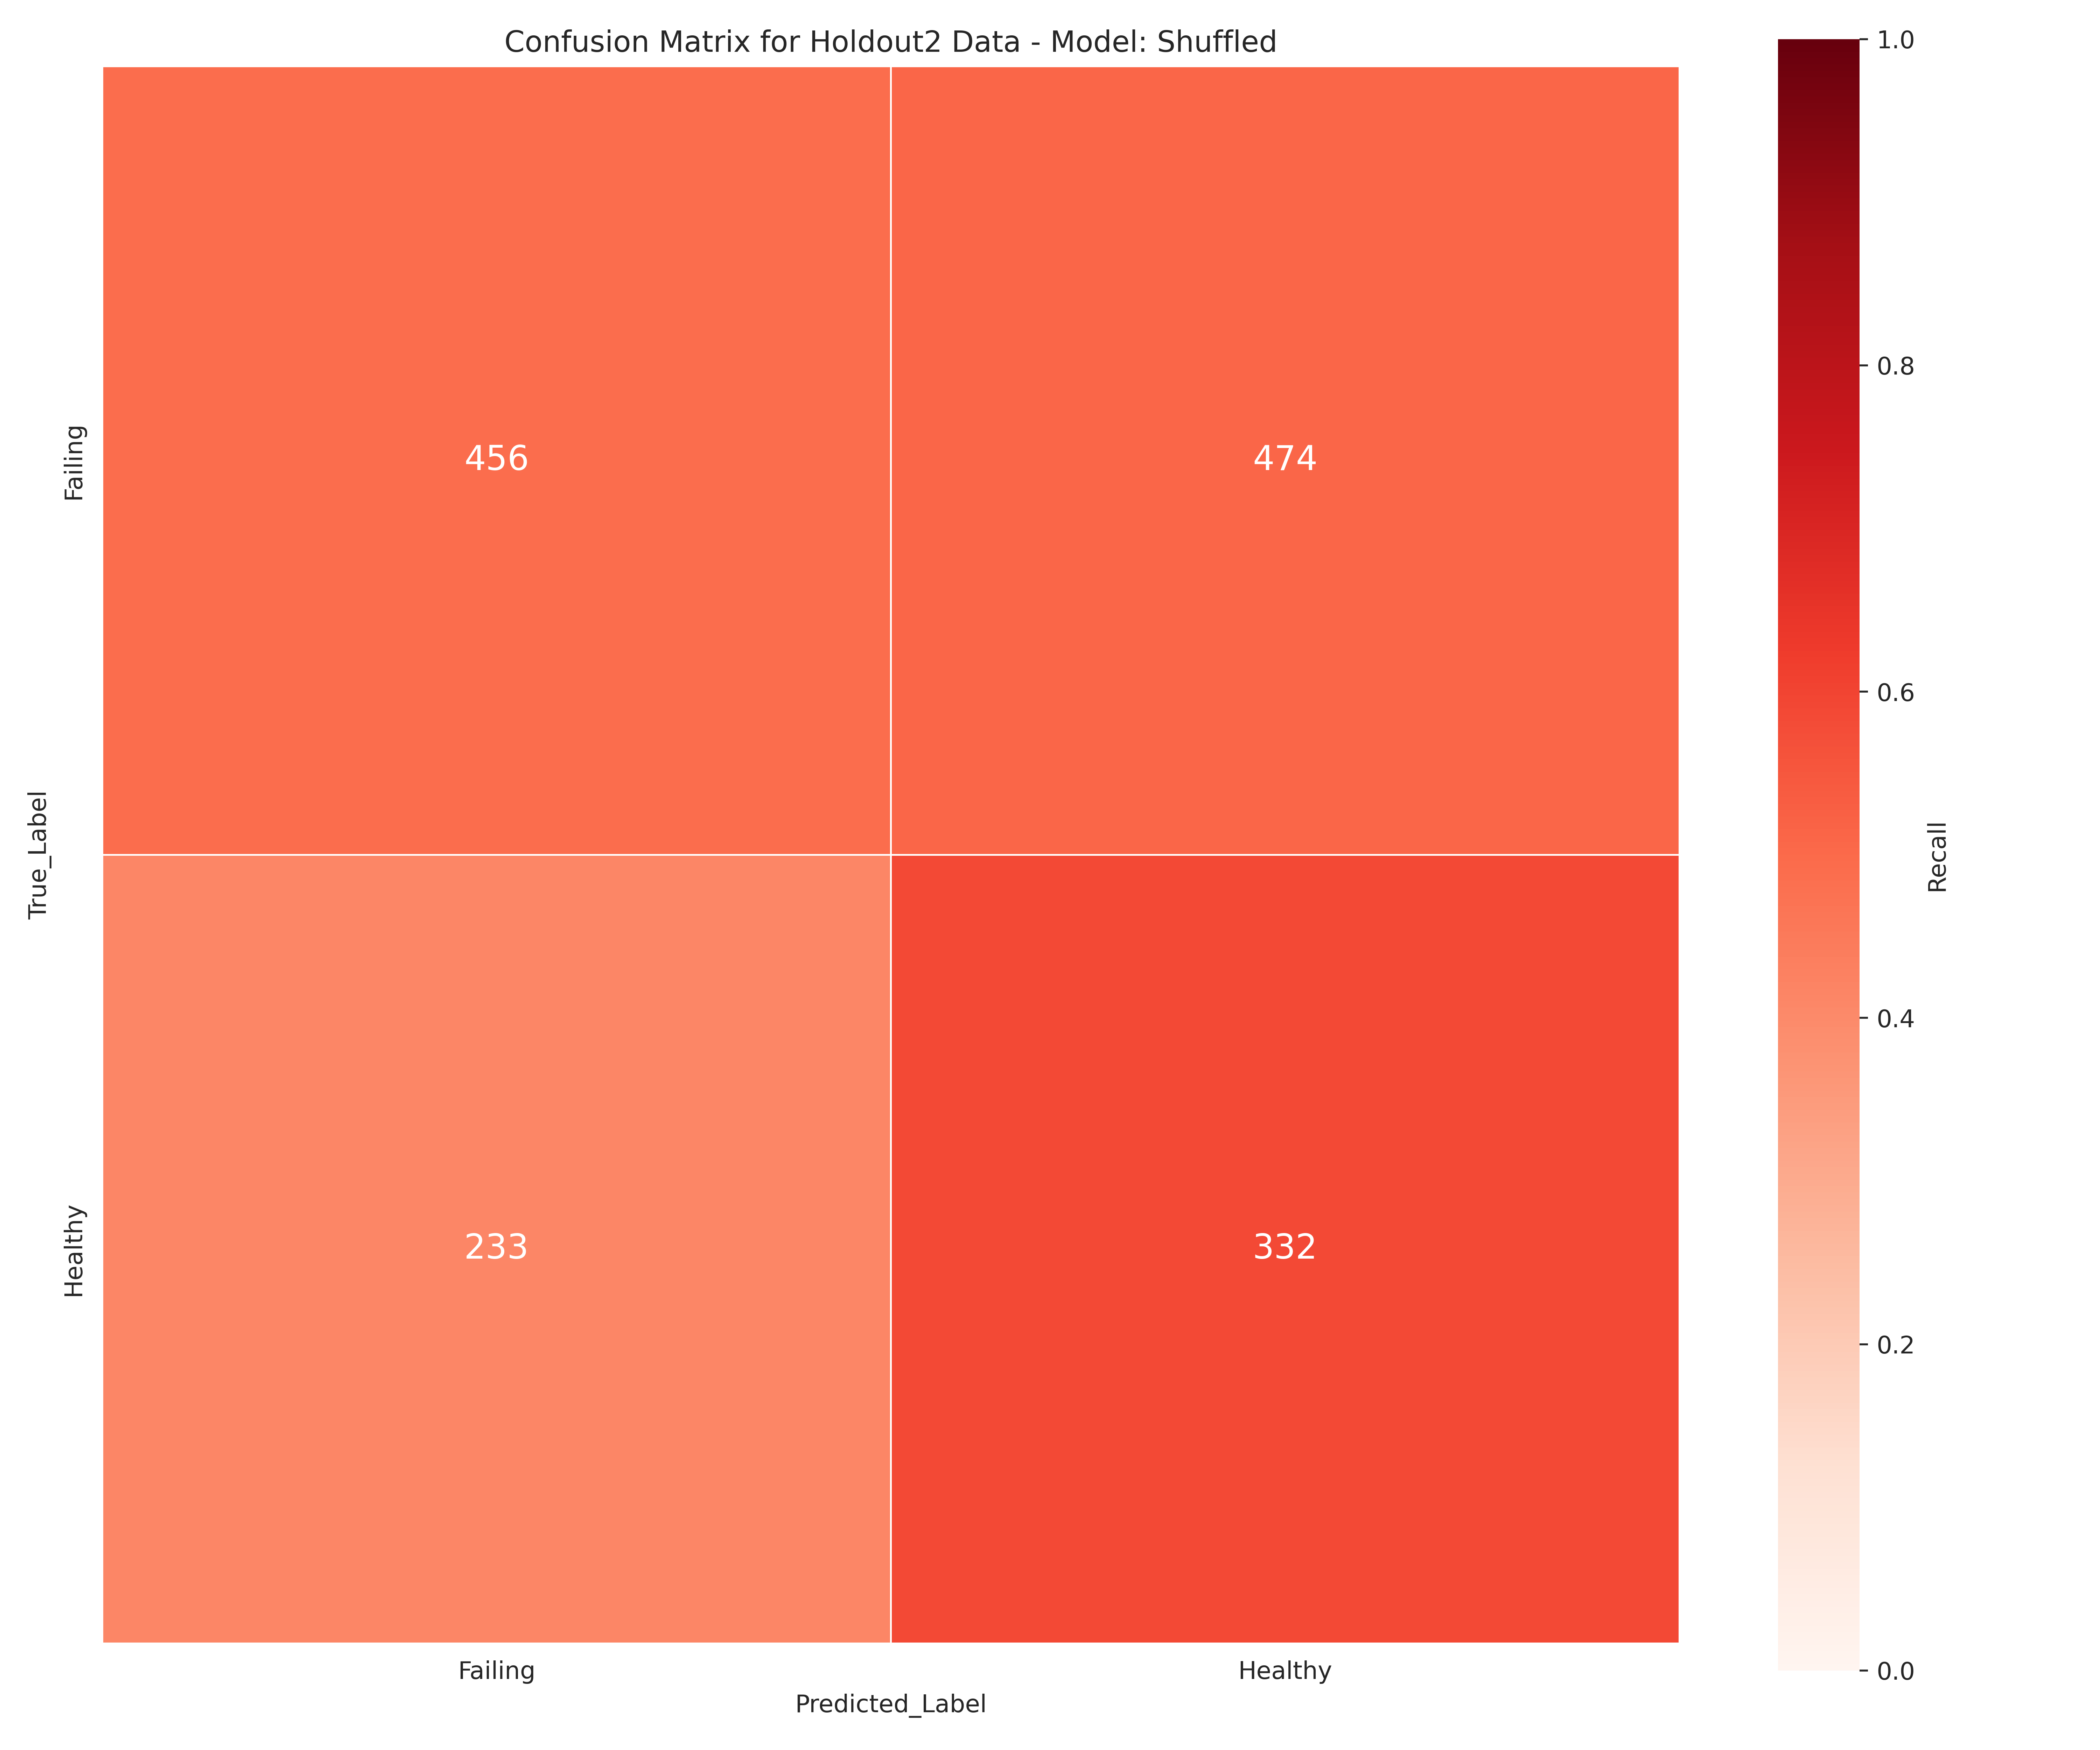 Confusion Matrix for Holdout2 Data - Model: Shuffled
True_Label
Failing
Healthy
456
474
233
332
Failing
Healthy
Predicted_Label
1.0
0.8
0.6
0.4
0.2
0.0
Recall